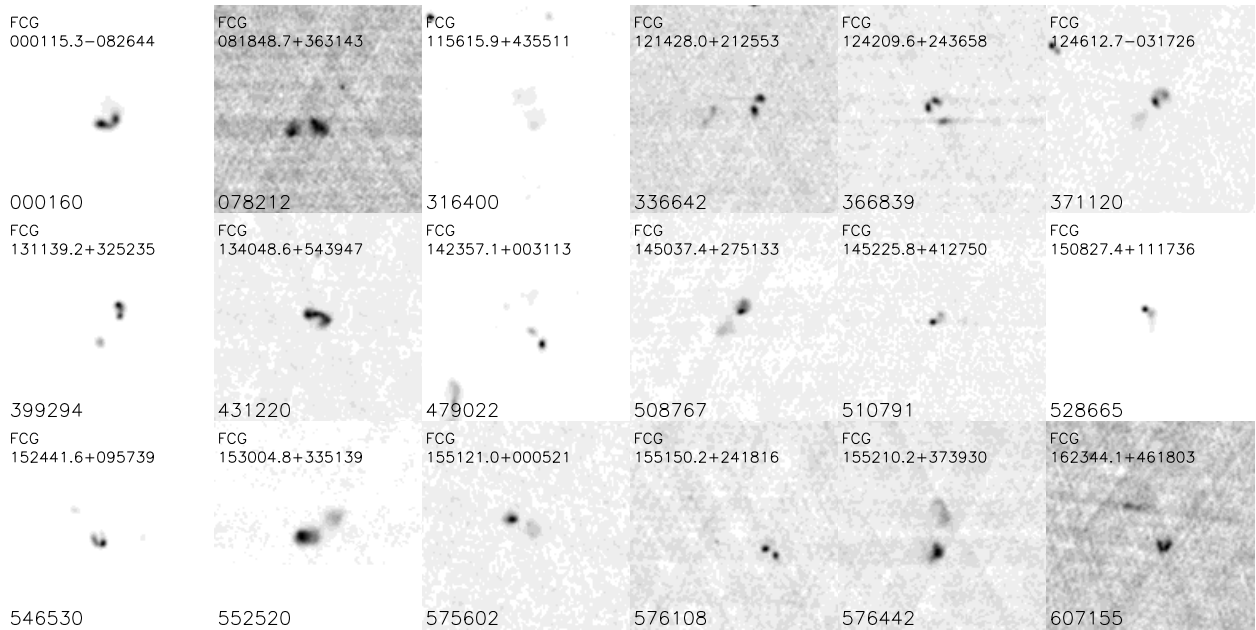 FCG
000115.3-082644
000160
FCG
081848.7+363143
078212
FCG
115615.9+435511
316400
FCG
121428.0+212553
336642
FCG
124209.6+243658
366839
FCG
124612.7-031726
371120
FCG
131139.2+325235
399294
FCG
134048.6+543947
431220
FCG
142357.1+003113
479022
FCG
145037.4+275133
508767
FCG
145225.8+412750
510791
FCG
150827.4+111736
528665
FCG
152441.6+095739
546530
FCG
153004.8+335139
552520
FCG
155121.0+000521
575602
FCG
155150.2+241816
576108
FCG
155210.2+373930
576442
FCG
162344.1+461803
607155